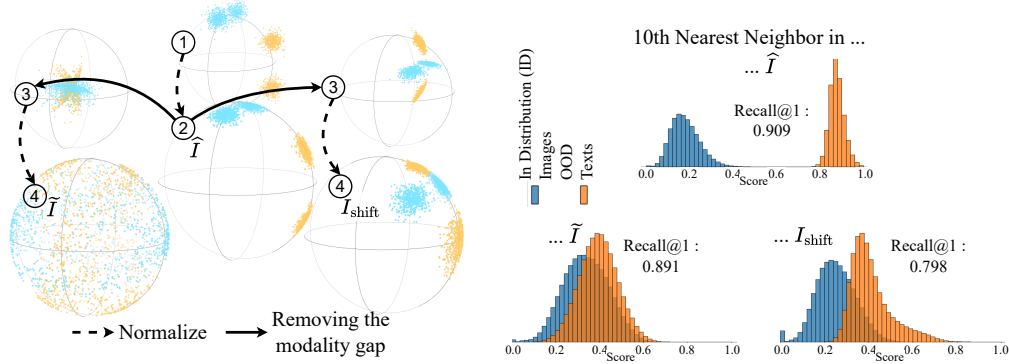 1
2
Î
3
3
4
Ĩ
4
I shift
Normalize
Removing the
modality gap
10th Nearest Neighbor in ...
... Î
Recall@1 :
0.909
0.0 0.2 0.4 0.6 0.8 1.0
Score
In Distribution (ID)
Images
OOD
Texts
... Ĩ
Recall@1 :
0.891
0.0 0.2 0.4 0.6 0.8 1.0
Score
... I shift
Recall@1 :
0.798
0.0 0.2 0.4 0.6 0.8 1.0
Score